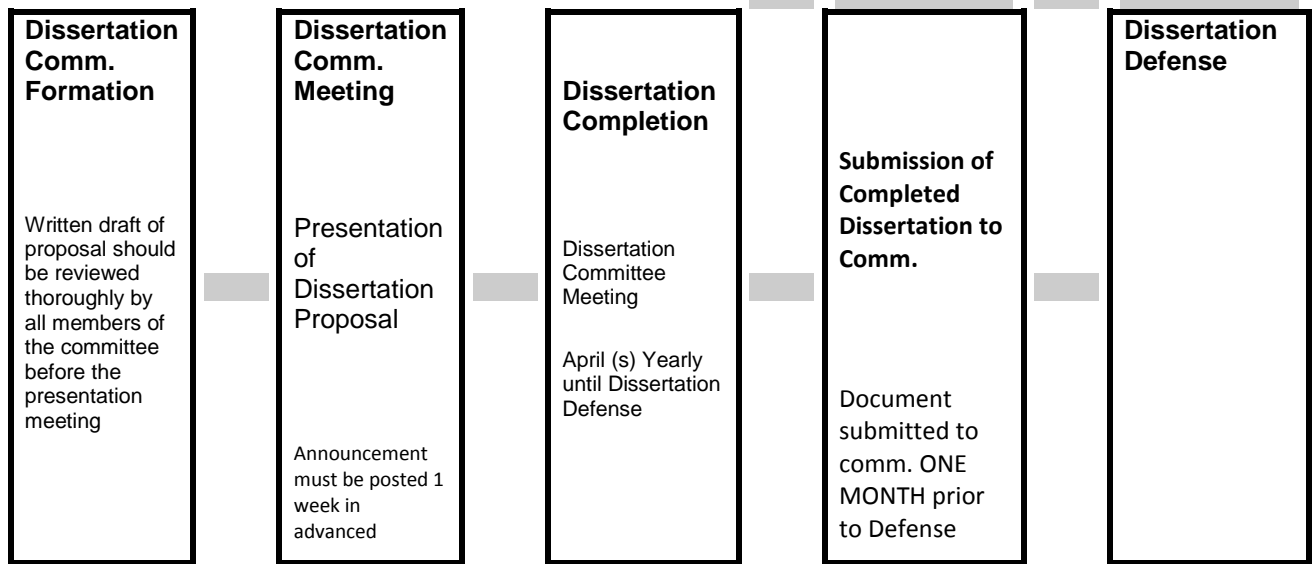 Dissertation
Comm.
Formation
Written draft of
proposal should
be reviewed
thoroughly by
all members of
the committee
before the
presentation
meeting
Dissertation
Comm.
Meeting
Presentation
of
Dissertation
Proposal
Announcement
must be posted 1
week in
advanced
Dissertation
Completion
Dissertation
Committee
Meeting
April (s) Yearly
until Dissertation
Defense
Submission of
Completed
Dissertation to
Comm.
Document
submitted to
comm. ONE
MONTH prior
to Defense
Dissertation
Defense